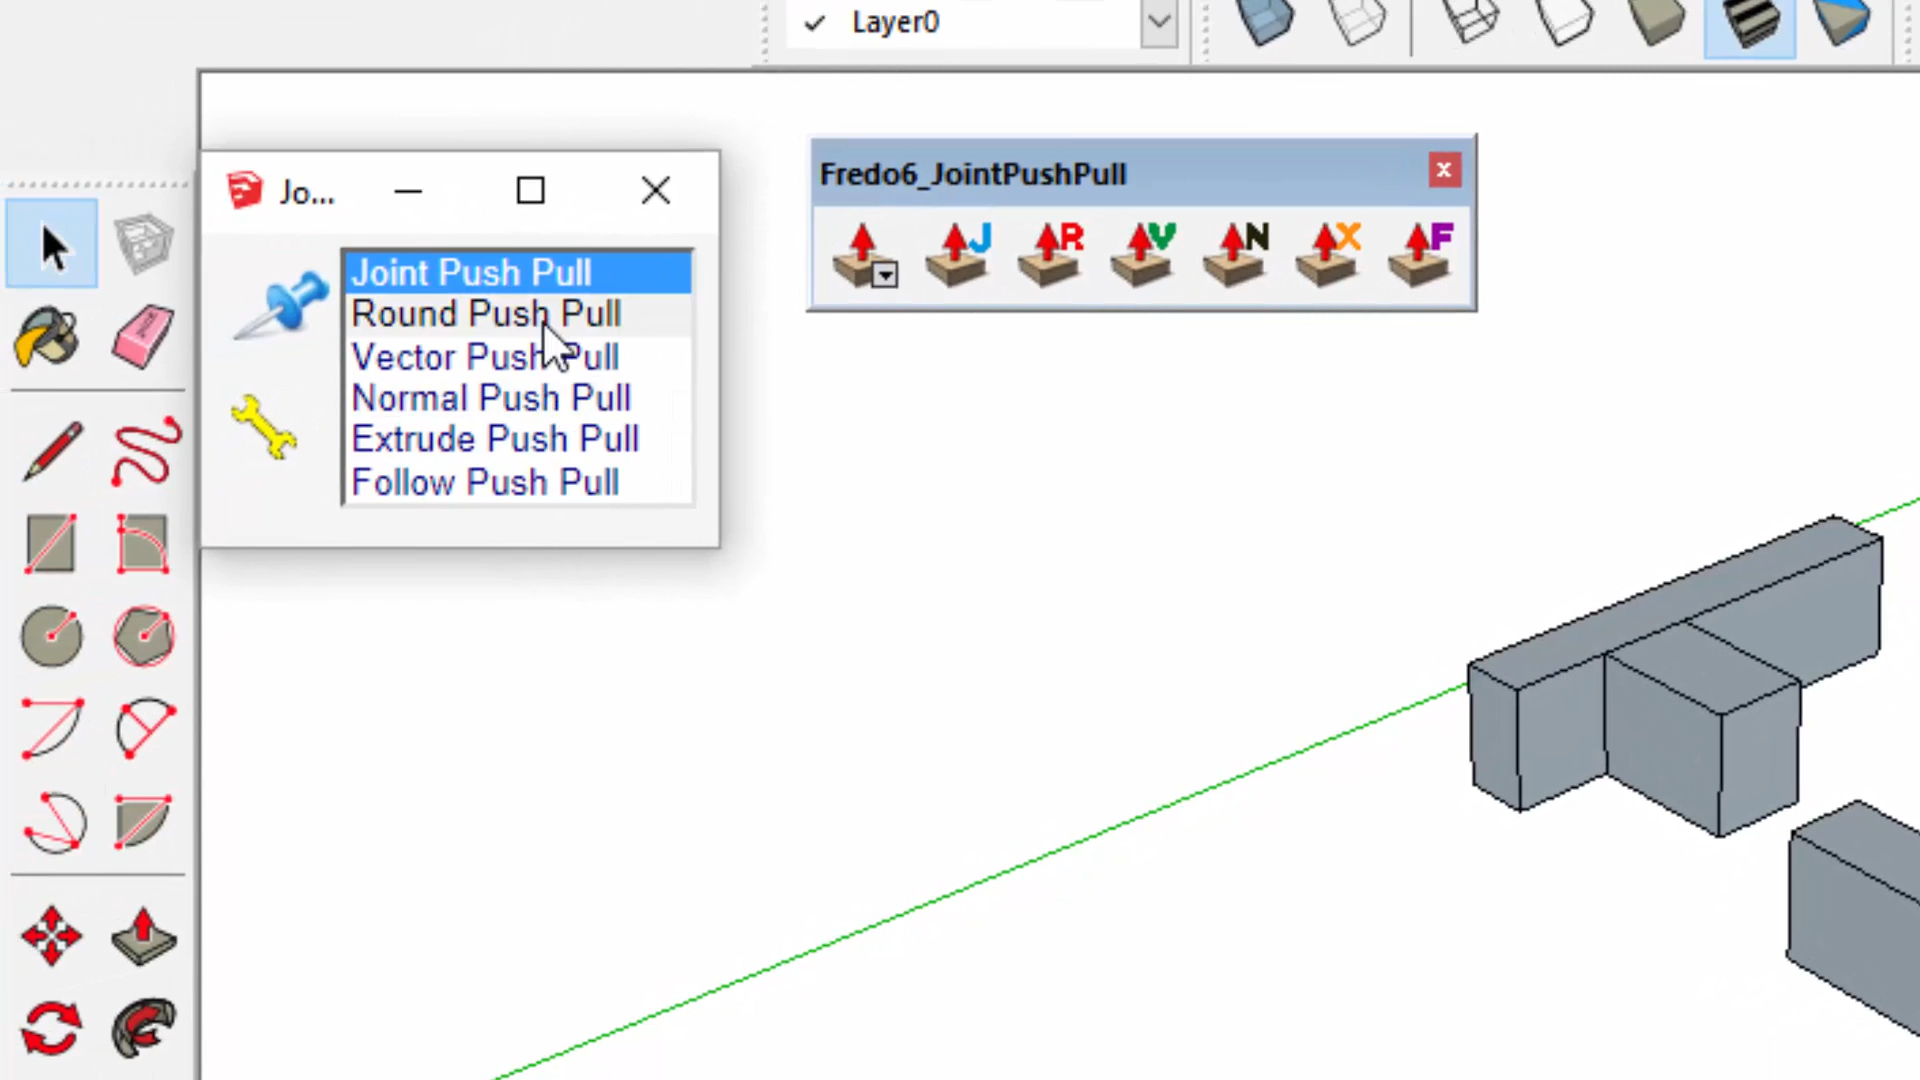 Layer0
Jo...
Joint Push Pull
Round Push Pull
Vector Push Pull
Normal Push Pull
Extrude Push Pull
Follow Push Pull
Fredo6_JointPushPull
J R V N X F